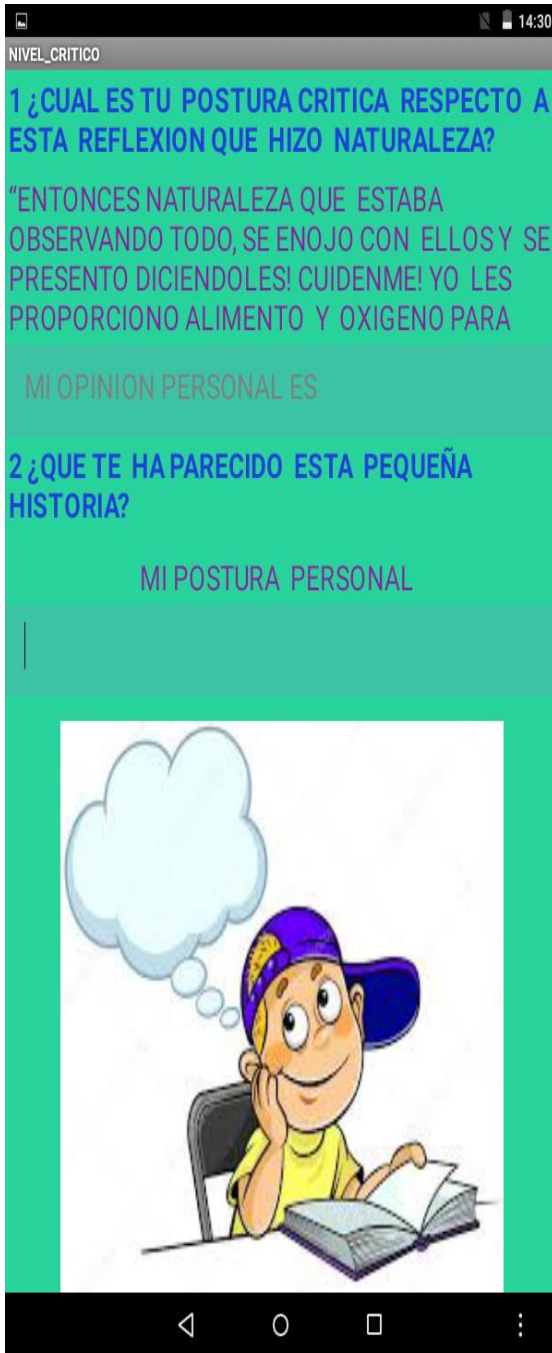 14:30
NIVEL_CRITICO
1 ¿CUAL ES TU POSTURA CRITICA RESPECTO A
ESTA REFLEXION QUE HIZO NATURALEZA?
“ENTONCES NATURALEZA QUE ESTABA
OBSERVANDO TODO, SE ENOJO CON ELLOS Y SE
PRESENTO DICIENDOLES! CUIDENME! YO LES
PROPORCIONO ALIMENTO Y OXIGENO PARA
MI OPINION PERSONAL ES
2 ¿QUE TE HA PARECIDO ESTA PEQUEÑA
HISTORIA?
MI POSTURA PERSONAL